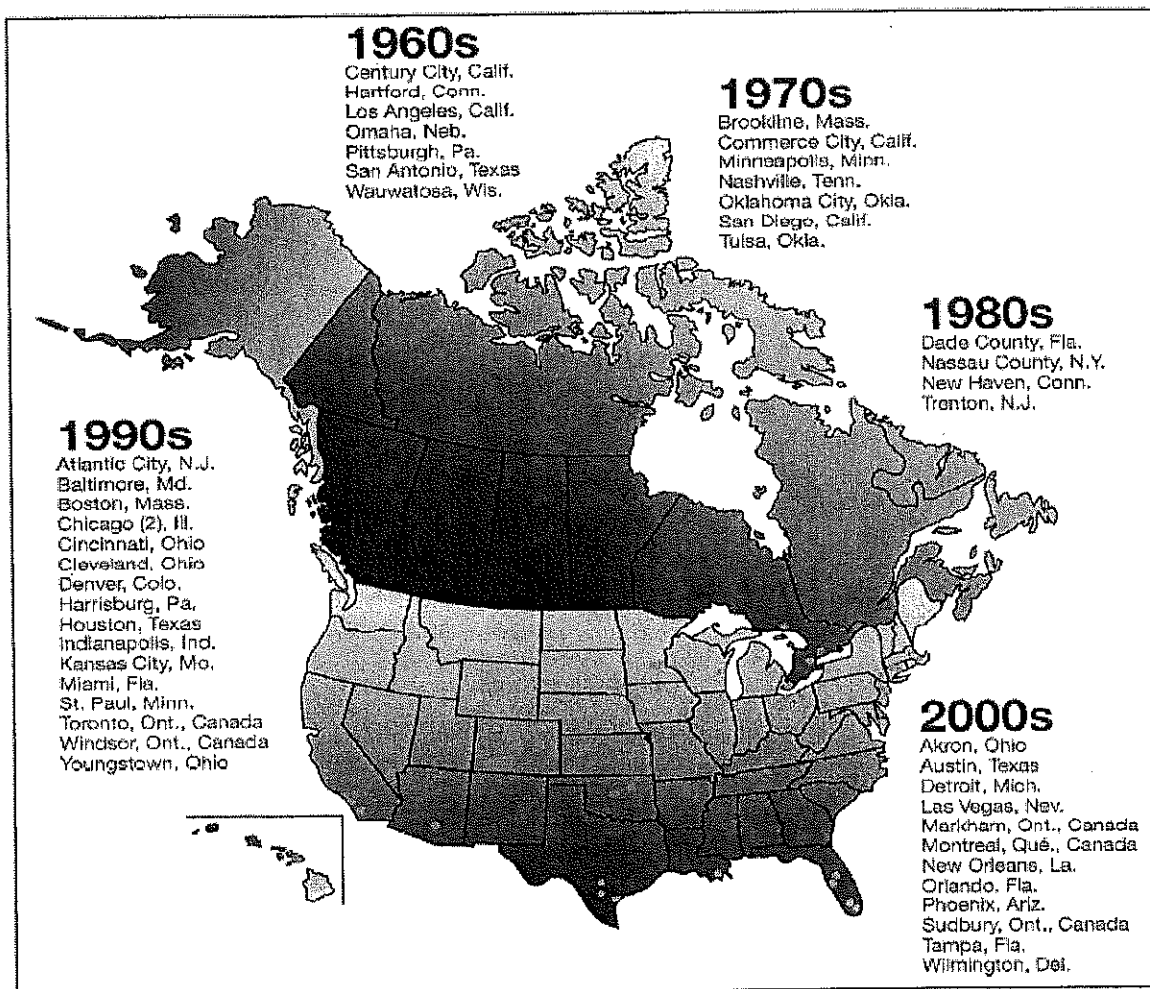 1960s
Century City, Calif.
Hartford, Conn.
Los Angeles, Calif.
Omaha, Neb.
Pittsburgh, Pa.
San Antonio, Texas
Wauwatosa, Wis.
1970s
Brookline, Mass.
Commerce City, Calif.
Minneapolis, Minn.
Nashville, Tenn.
Oklahoma City, Okla.
San Diego, Calif.
Tulsa, Okla.
1980s
Dade County, Fla.
Nassau County, N.Y.
New Haven, Conn.
Trenton, N.J.
1990s
Atlantic City, N.J.
Baltimore, Md.
Boston, Mass.
Chicago (2), Ill.
Cincinnati, Ohio
Cleveland, Ohio
Denver, Colo.
Harrisburg, Pa.
Houston, Texas
Indianapolis, Ind.
Kansas City, Mo.
Miami, Fla.
St. Paul, Minn.
Toronto, Ont., Canada
Windsor, Ont., Canada
Youngstown, Ohio
2000s
Akron, Ohio
Austin, Texas
Detroit, Mich.
Las Vegas, Nev.
Markham, Ont., Canada
Montreal, Qué., Canada
New Orleans, La.
Orlando, Fla.
Phoenix, Ariz.
Sudbury, Ont., Canada
Tampa, Fla.
Wilmington, Del.